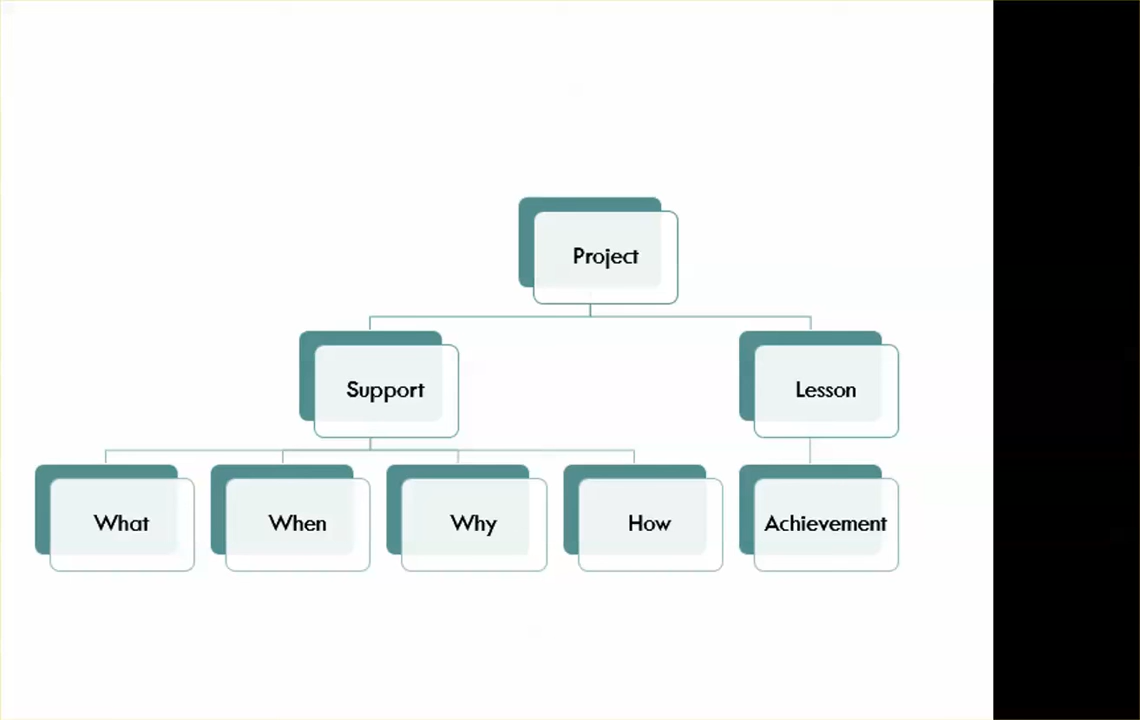 Project
Support
Lesson
What
When
Why
How
Achievement